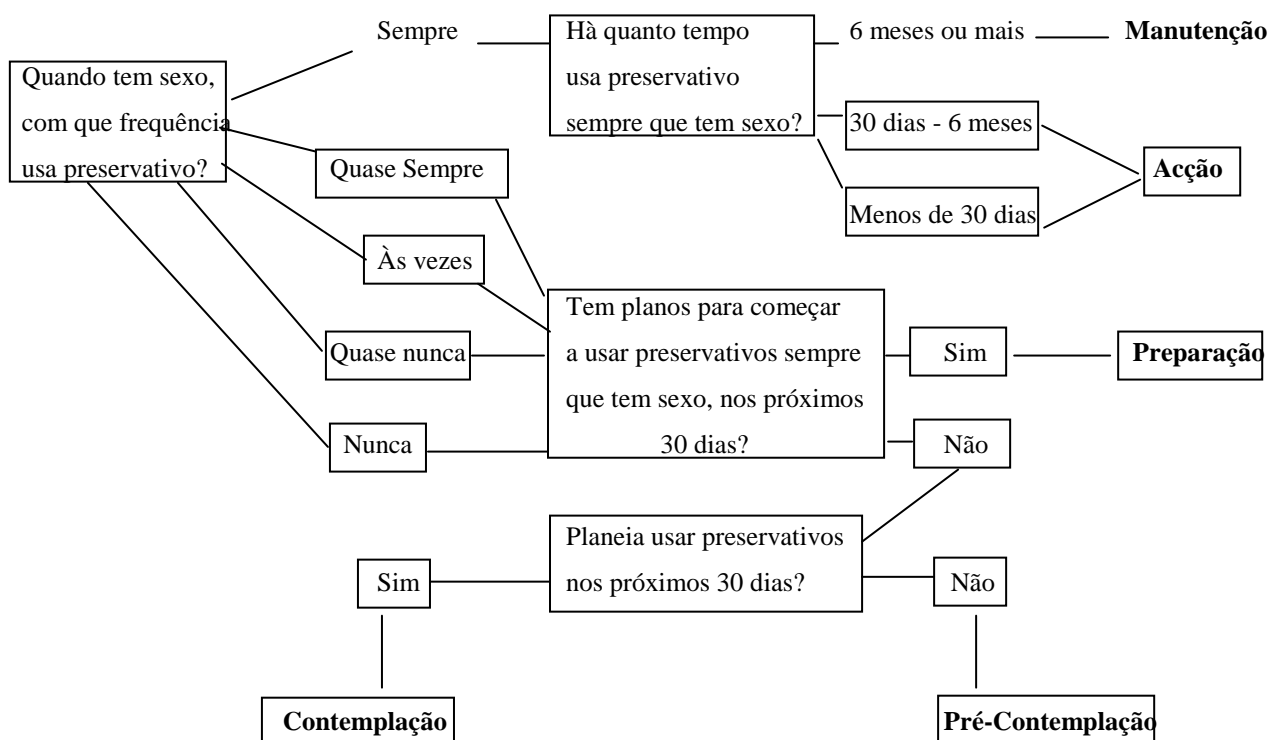 Sempre
Hà quanto tempo
usa preservativo
sempre que tem sexo?
6 meses ou mais
Manutenção
Quando tem sexo,
com que frequência
usa preservativo?
30 dias - 6 meses
Quase Sempre
Acção
Menos de 30 dias
Às vezes
Tem planos para começar
a usar preservativos sempre
que tem sexo, nos próximos
30 dias?
Quase nunca
Sim
Preparação
Nunca
Não
Planeia usar preservativos
nos próximos 30 dias?
Sim
Não
Contemplação
Pré-Contemplação